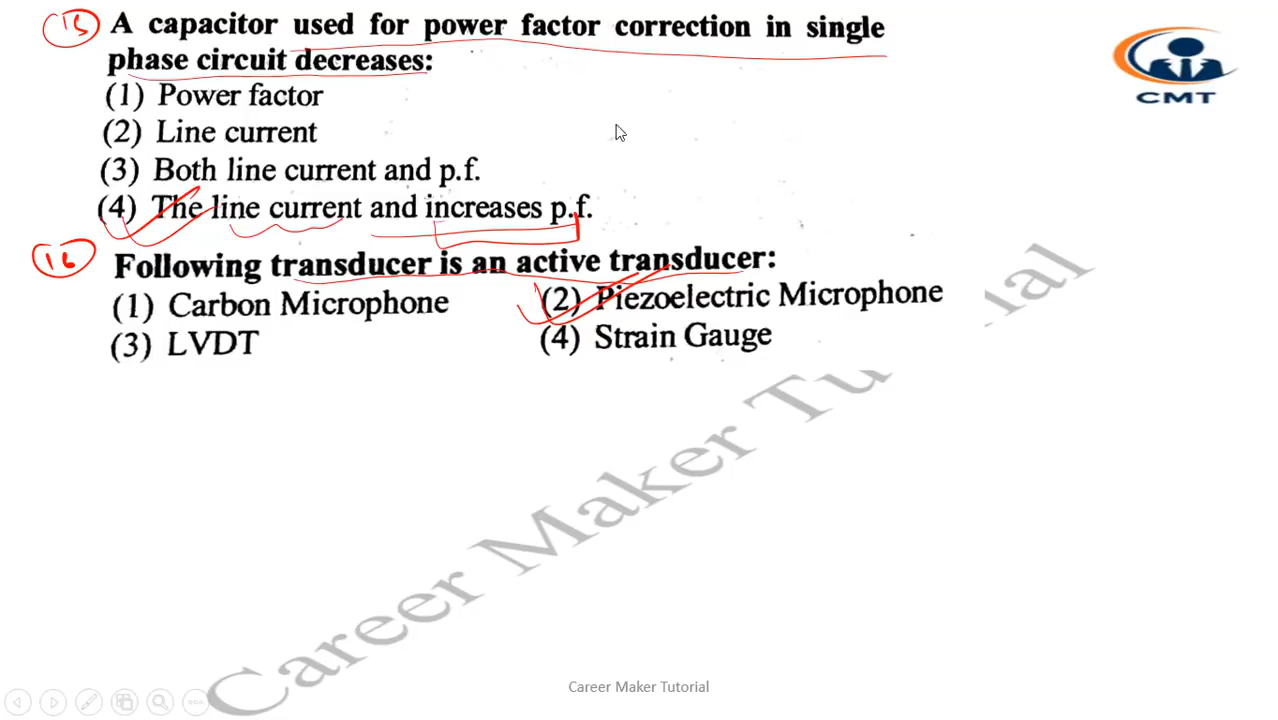 15 A capacitor used for power factor correction in single
phase circuit decreases:
(1) Power factor
(2) Line current
(3) Both line current and p.f.
(4) The line current and increases p.f.
16 Following transducer is an active transducer:
(1) Carbon Microphone (2) Piezoelectric Microphone
(3) LVDT (4) Strain Gauge
CMT
Career Maker Tutorial
Career Maker Tutorial